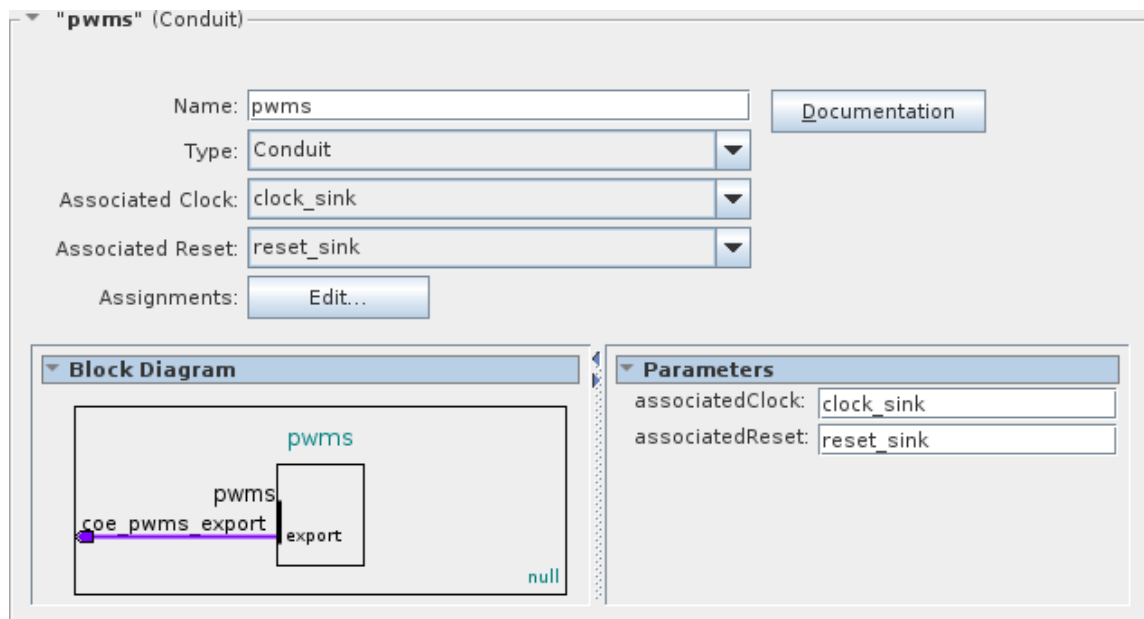 "pwms" (Conduit)
Name: pwms
Documentation
Type: Conduit
Associated Clock: clock_sink
Associated Reset: reset_sink
Assignments: Edit...
Block Diagram
pwms
pwms
coe_pwms_export
export
null
Parameters
associatedClock: clock_sink
associatedReset: reset_sink